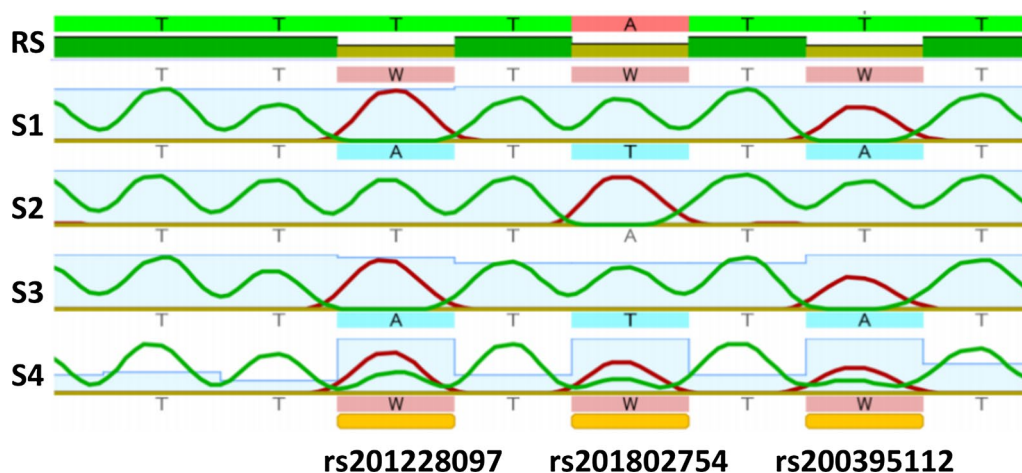 T T T T A T T T
RS
T T W T W T W T
S1
T T A T T T A T
S2
T T T T A T T T
S3
T T A T T T A T
S4
T T W T W T W T
rs201228097 rs201802754 rs200395112